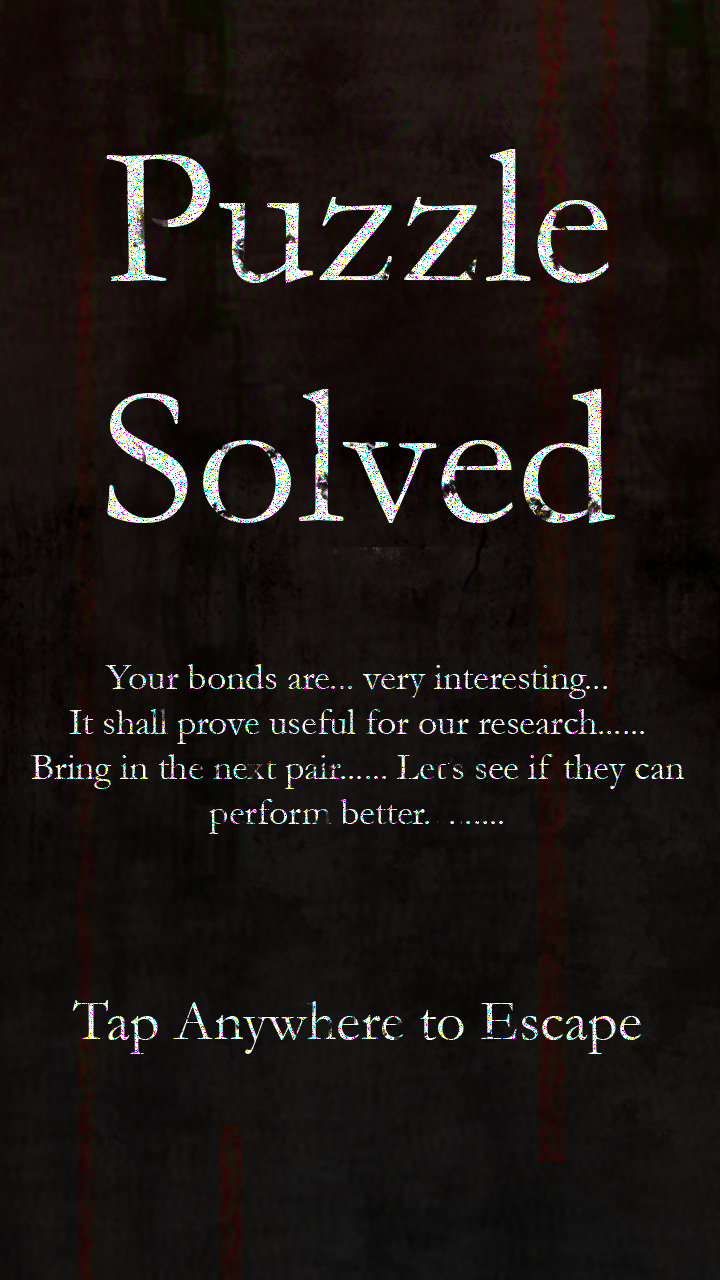 Puzzle
Solved
Your bonds are... very interesting...
It shall prove useful for our research......
Bring in the next pair...... Let's see if they can
perform better. .......
Tap Anywhere to Escape